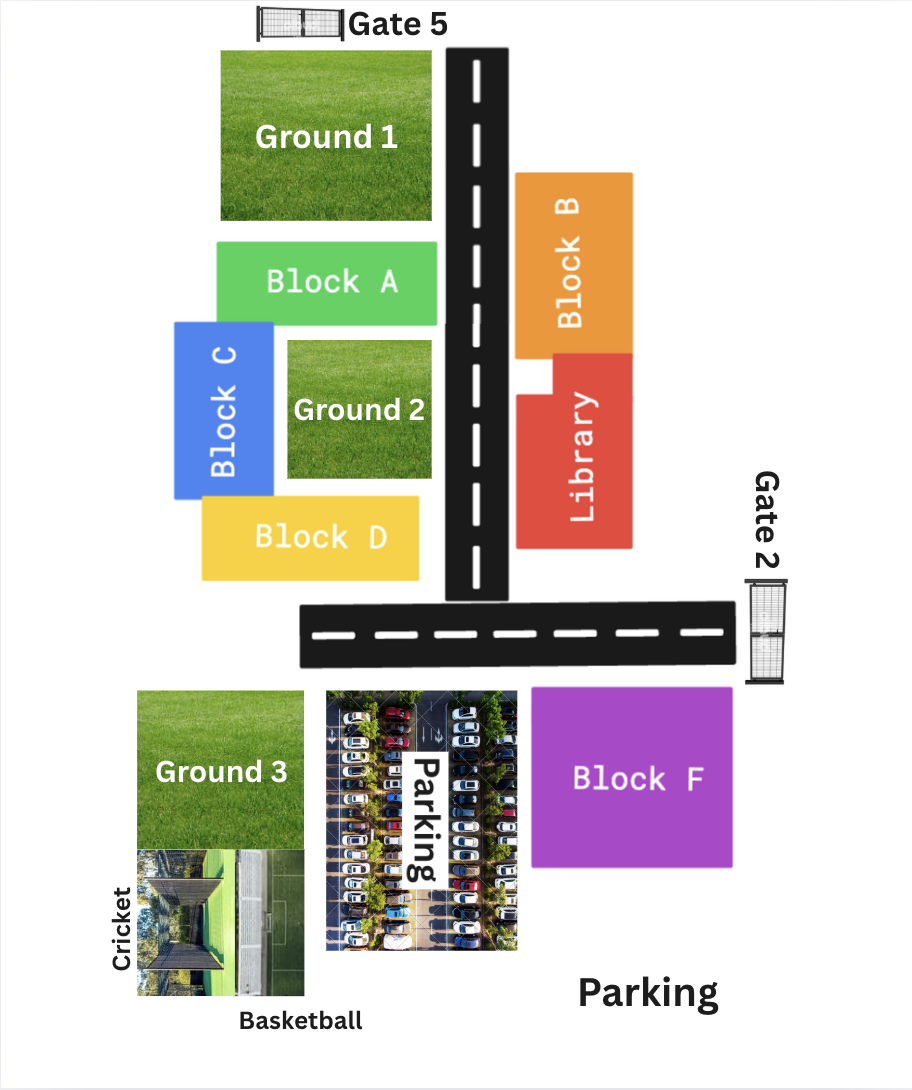 Gate 5
Ground 1
Block B
Block A
Block C
Ground 2
Library
Gate 2
Block D
Block F
Ground 3
Parking
Cricket
Parking
Basketball